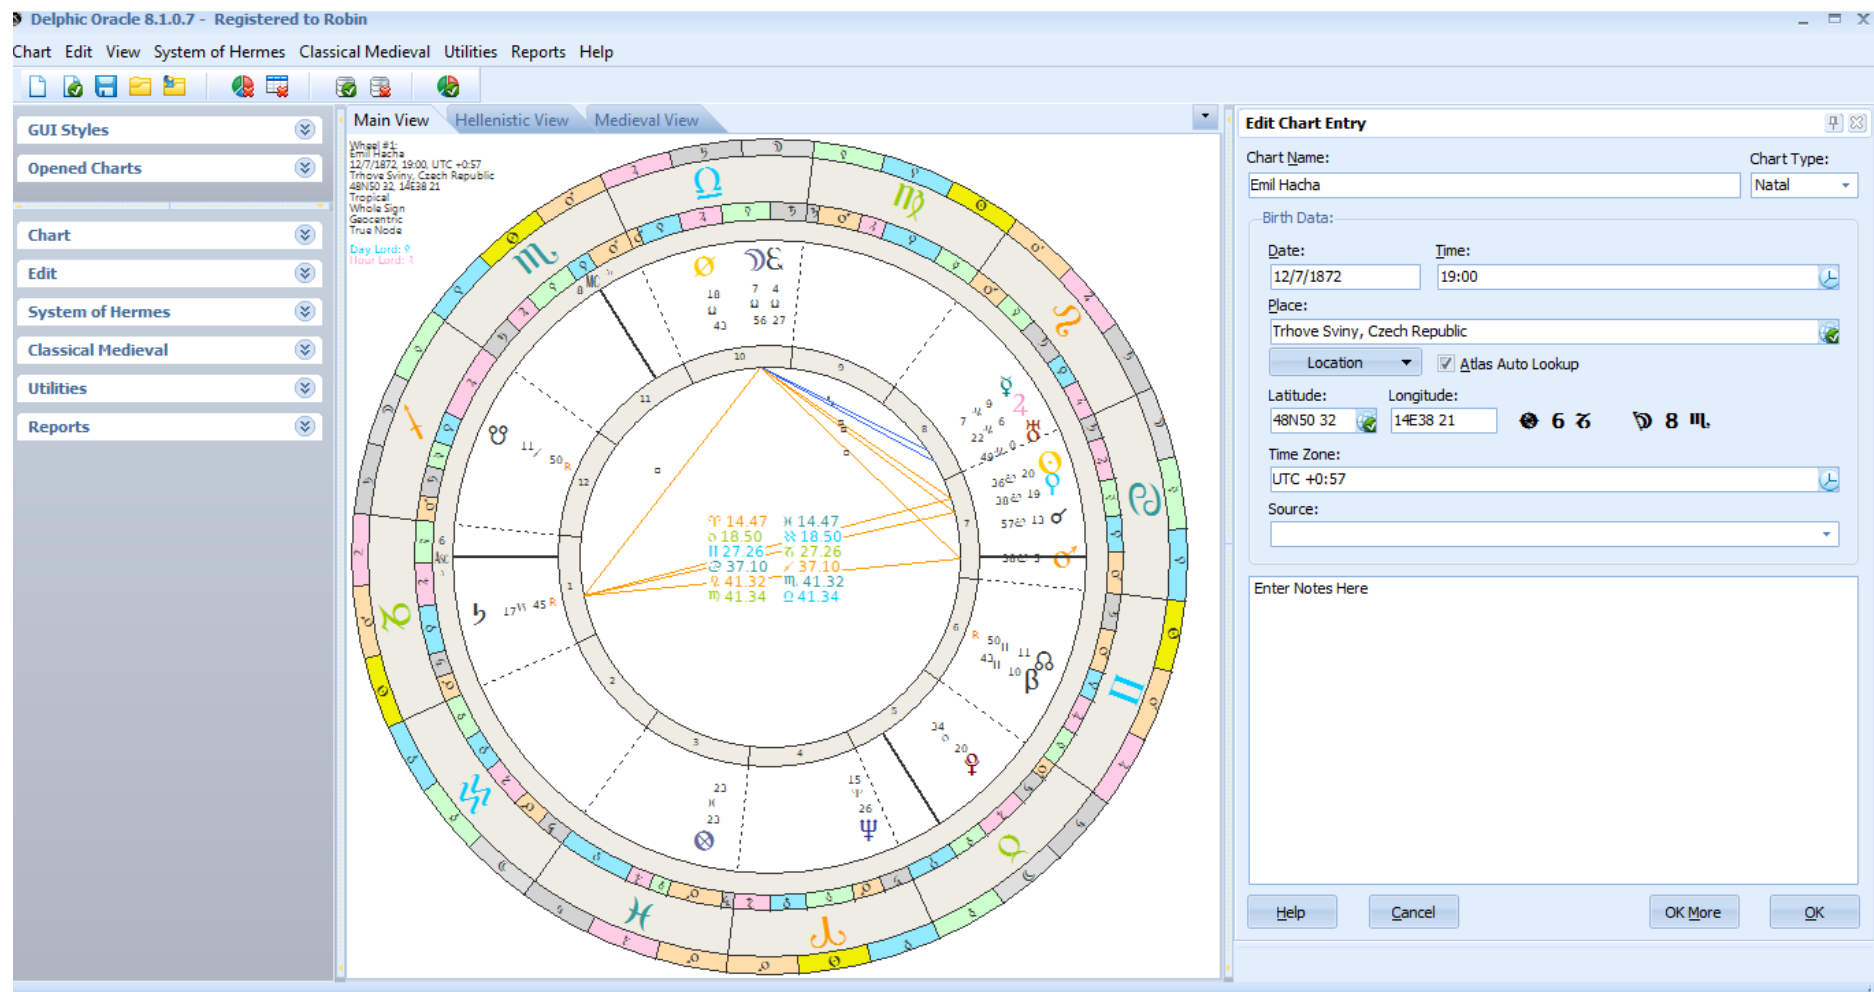 Delphic Oracle 8.1.0.7 - Registered to Robin
Chart Edit View System of Hermes Classical Medieval Utilities Reports Help
GUI Styles
Opened Charts
Chart
Edit
System of Hermes
Classical Medieval
Utilities
Reports
Main View Hellenistic View Medieval View
Wheel #1:
Emil Hacha
12/7/1872, 19:00, UTC +0:57
Trhove Sviny, Czech Republic
48N50 32, 14E38 21
Tropical
Whole Sign
Geocentric
True Node
Day Lord: ♀
Hour Lord:
MC
♈ 14.47 ♓ 14.47
♉ 18.50 ♒ 18.50
♊ 27.26 ♑ 27.26
♋ 37.10 ♐ 37.10
♌ 41.32 ♏ 41.32
♍ 41.34 ♎ 41.34
Edit Chart Entry
Chart Name: Chart Type:
Emil Hacha Natal
Birth Data:
Date: Time:
12/7/1872 19:00
Place:
Trhove Sviny, Czech Republic
Location Atlas Auto Lookup
Latitude: Longitude:
48N50 32 14E38 21 6 ♑ 8 ♏
Time Zone:
UTC +0:57
Source:
Enter Notes Here
Help Cancel OK More OK